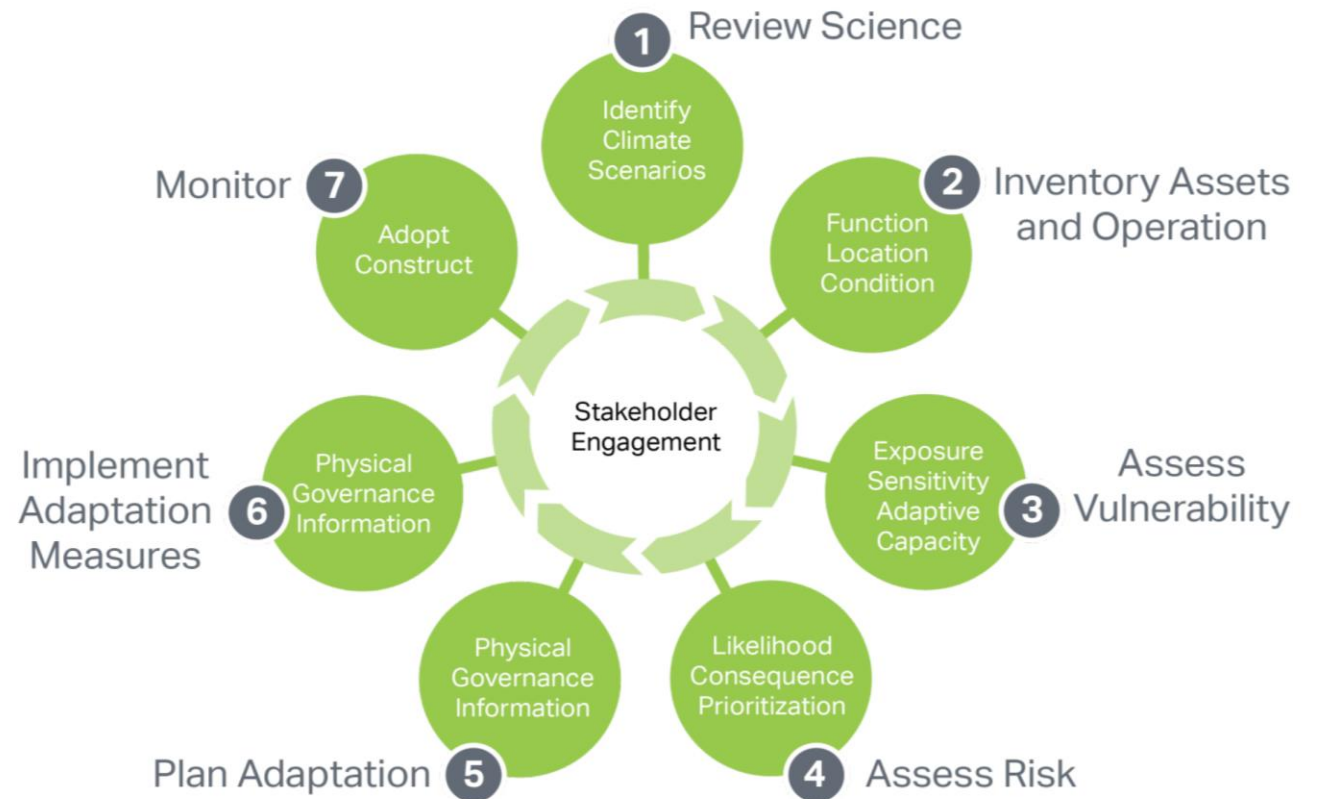 1
Review Science
Identify
Climate
Scenarios
2
Inventory Assets
and Operation
Function
Location
Condition
3
Assess
Vulnerability
Exposure
Sensitivity
Adaptive
Capacity
4
Assess Risk
Likelihood
Consequence
Prioritization
5
Plan Adaptation
Physical
Governance
Information
6
Implement
Adaptation
Measures
Physical
Governance
Information
7
Monitor
Adopt
Construct
Stakeholder
Engagement